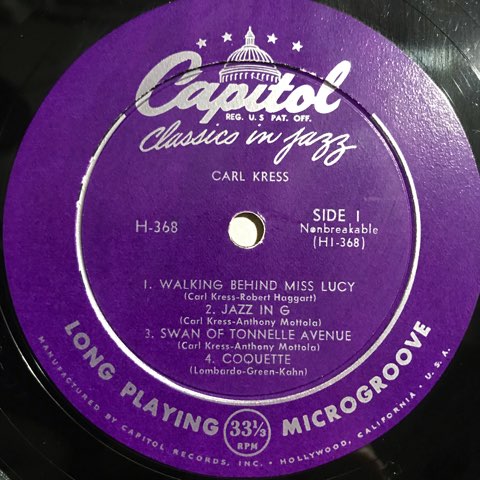 Capitol
REG. U.S. PAT. OFF.
Classics in jazz
CARL KRESS
H-368
SIDE 1
Nonbreakable
(H1-368)
1. WALKING BEHIND MISS LUCY
(Carl Kress-Robert Haggart)
2. JAZZ IN G
(Carl Kress-Anthony Mottola)
3. SWAN OF TONNELLE AVENUE
(Carl Kress-Anthony Mottola)
4. COQUETTE
(Lombardo-Green-Kahn)
LONG PLAYING 33⅓ RPM MICROGROOVE
MANUFACTURED BY CAPITOL RECORDS, INC. • HOLLYWOOD, CALIFORNIA • U.S.A.